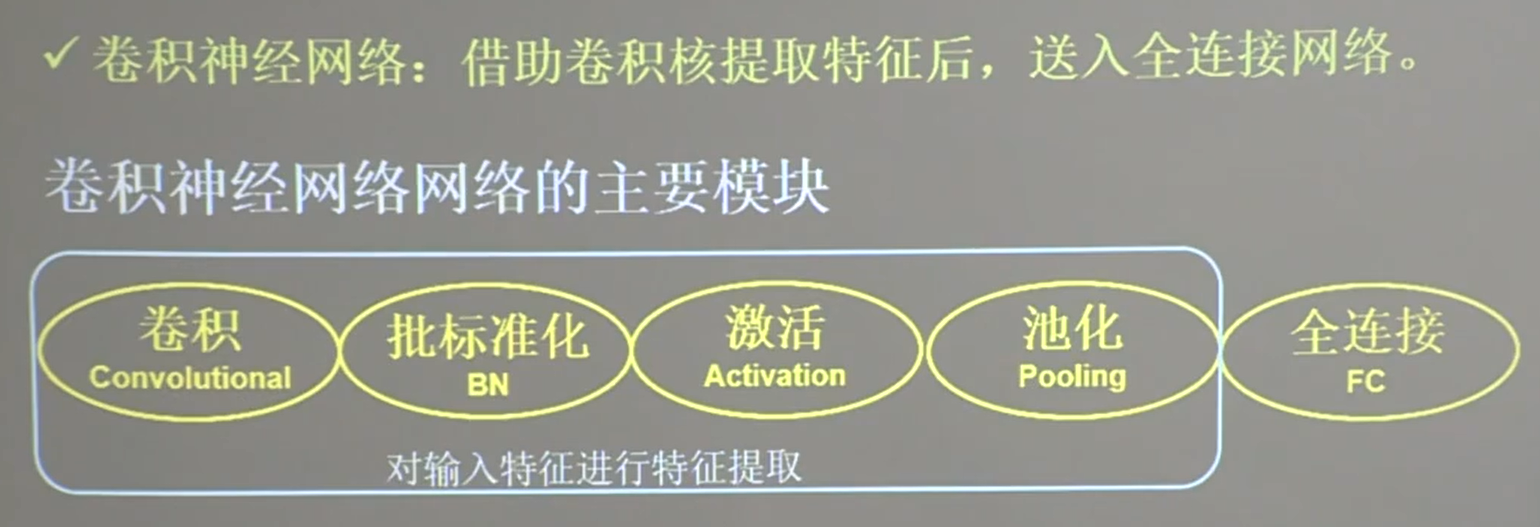 ✓ 卷积神经网络：借助卷积核提取特征后，送入全连接网络。
卷积神经网络网络的主要模块
卷积 批标准化 激活 池化 全连接
Convolutional BN Activation Pooling FC
对输入特征进行特征提取